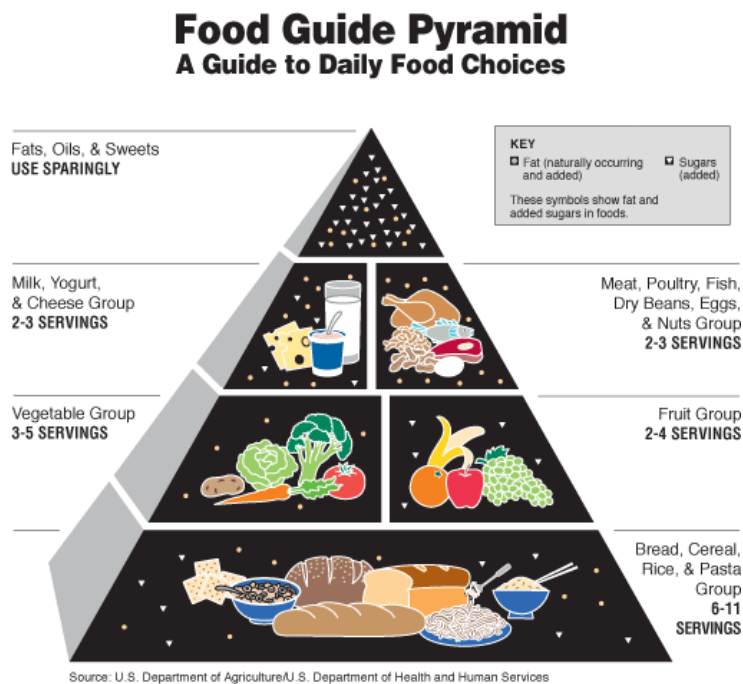 Food Guide Pyramid
A Guide to Daily Food Choices
Fats, Oils, & Sweets
USE SPARINGLY
KEY
Fat (naturally occurring
and added)
Sugars
(added)
These symbols show fat and
added sugars in foods.
Milk, Yogurt,
& Cheese Group
2-3 SERVINGS
Meat, Poultry, Fish,
Dry Beans, Eggs,
& Nuts Group
2-3 SERVINGS
Vegetable Group
3-5 SERVINGS
Fruit Group
2-4 SERVINGS
Bread, Cereal,
Rice, & Pasta
Group
6-11
SERVINGS
Source: U.S. Department of Agriculture/U.S. Department of Health and Human Services